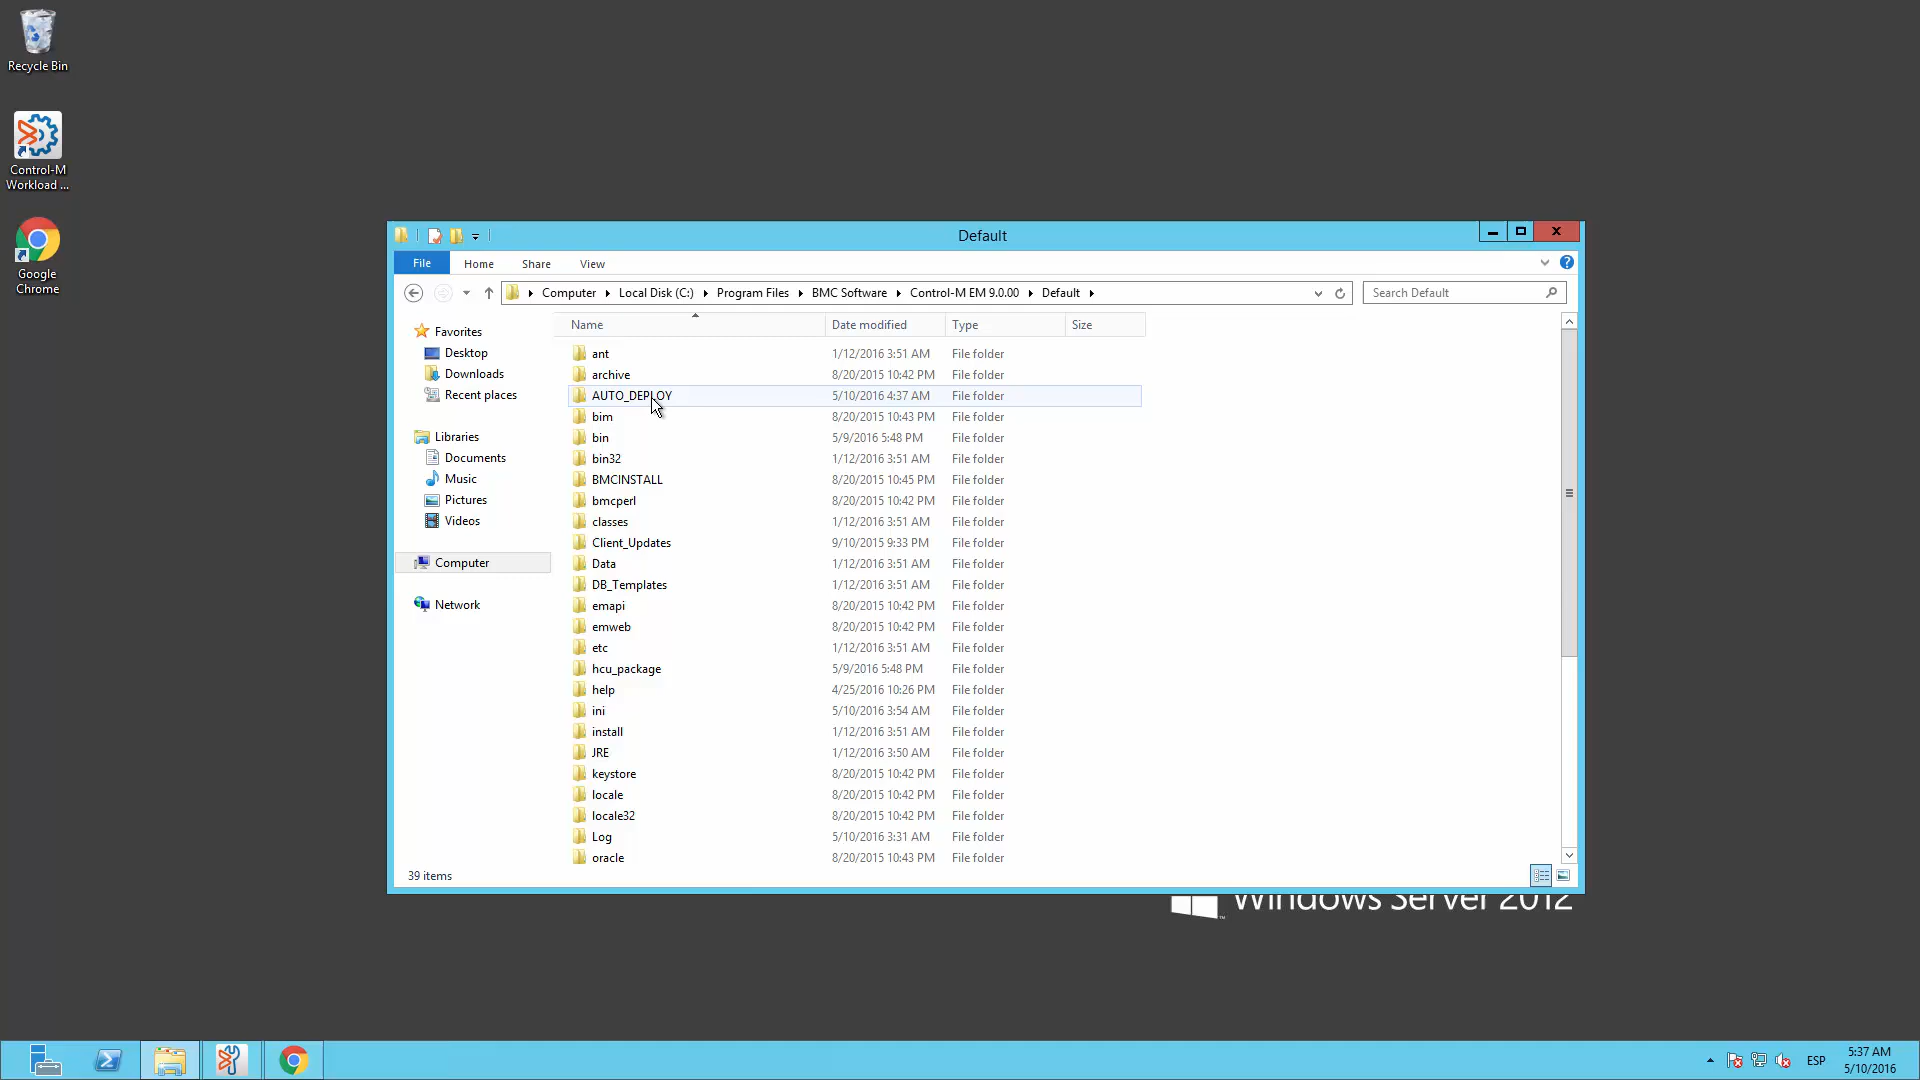 Recycle Bin
Control-M
Workload ...
Google
Chrome
Default
File Home Share View
Computer Local Disk (C:) Program Files BMC Software Control-M EM 9.0.00 Default
Search Default
Favorites
Desktop
Downloads
Recent places
Libraries
Documents
Music
Pictures
Videos
Computer
Network
Name Date modified Type Size
ant 1/12/2016 3:51 AM File folder
archive 8/20/2015 10:42 PM File folder
AUTO_DEPLOY 5/10/2016 4:37 AM File folder
bim 8/20/2015 10:43 PM File folder
bin 5/9/2016 5:48 PM File folder
bin32 1/12/2016 3:51 AM File folder
BMCINSTALL 8/20/2015 10:45 PM File folder
bmcperl 8/20/2015 10:42 PM File folder
classes 1/12/2016 3:51 AM File folder
Client_Updates 9/10/2015 9:33 PM File folder
Data 1/12/2016 3:51 AM File folder
DB_Templates 1/12/2016 3:51 AM File folder
emapi 8/20/2015 10:42 PM File folder
emweb 8/20/2015 10:42 PM File folder
etc 1/12/2016 3:51 AM File folder
hcu_package 5/9/2016 5:48 PM File folder
help 4/25/2016 10:26 PM File folder
ini 5/10/2016 3:54 AM File folder
install 1/12/2016 3:51 AM File folder
JRE 1/12/2016 3:50 AM File folder
keystore 8/20/2015 10:42 PM File folder
locale 8/20/2015 10:42 PM File folder
locale32 8/20/2015 10:42 PM File folder
Log 5/10/2016 3:31 AM File folder
oracle 8/20/2015 10:43 PM File folder
39 items
Windows Server 2012
ESP
5:37 AM
5/10/2016